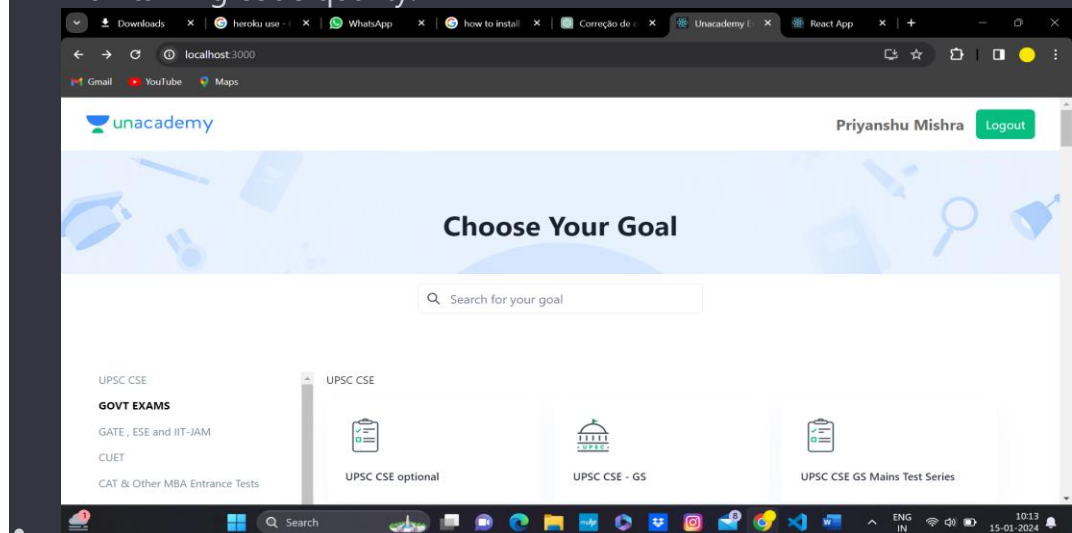 Downloads
heroku use -
WhatsApp
how to install
Correção de
Unacademy
React App
localhost:3000
Gmail
YouTube
Maps
unacademy
Priyanshu Mishra
Logout
Choose Your Goal
Search for your goal
UPSC CSE
GOVT EXAMS
GATE , ESE and IIT-JAM
CUET
CAT & Other MBA Entrance Tests
UPSC CSE
UPSC
UPSC CSE optional
UPSC CSE - GS
UPSC CSE GS Mains Test Series
1
Search
8
ENG
IN
10:13
15-01-2024